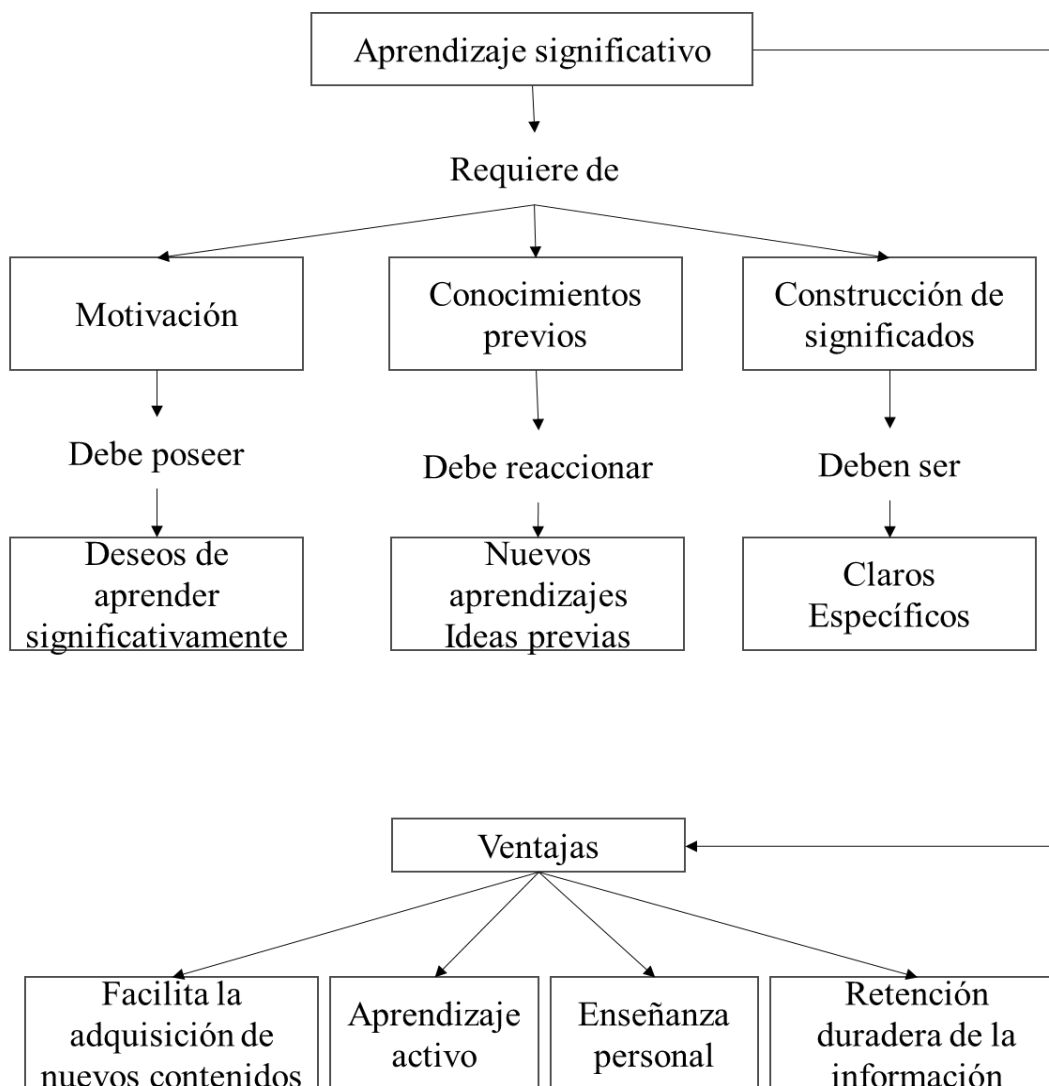 Aprendizaje significativo
Requiere de
Motivación
Conocimientos
previos
Construcción de
significados
Debe poseer
Debe reaccionar
Deben ser
Deseos de
aprender
significativamente
Nuevos
aprendizajes
Ideas previas
Claros
Específicos
Ventajas
Facilita la
adquisición de
nuevos contenidos
Aprendizaje
activo
Enseñanza
personal
Retención
duradera de la
información